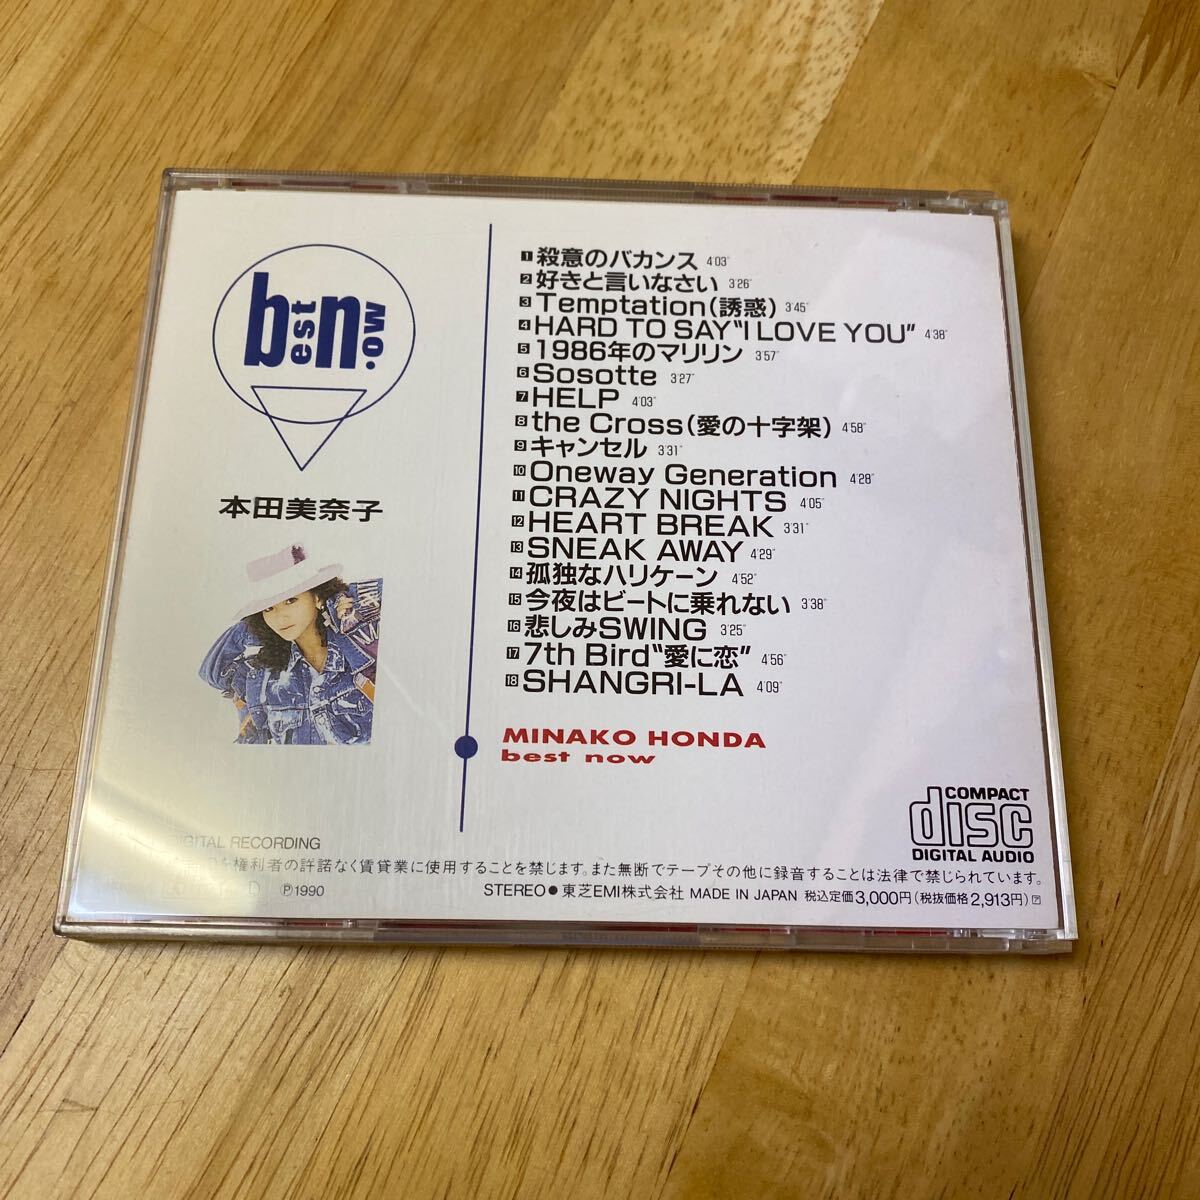 best now.
本田美奈子
1 殺意のバカンス 4'03"
2 好きと言いなさい 3'26"
3 Temptation(誘惑) 3'45"
4 HARD TO SAY"I LOVE YOU" 4'38"
5 1986年のマリリン 3'57"
6 Sosotte 3'27"
7 HELP 4'03"
8 the Cross(愛の十字架) 4'58"
9 キャンセル 3'31"
10 Oneway Generation 4'28"
11 CRAZY NIGHTS 4'05"
12 HEART BREAK 3'31"
13 SNEAK AWAY 4'29"
14 孤独なハリケーン 4'52"
15 今夜はビートに乗れない 3'38"
16 悲しみSWING 3'25"
17 7th Bird"愛に恋" 4'56"
18 SHANGRI-LA 4'09"
MINAKO HONDA
best now
COMPACT
disc
DIGITAL AUDIO
DIGITAL RECORDING
を権利者の許諾なく賃貸業に使用することを禁じます。また無断でテープその他に録音することは法律で禁じられています。
D ℗1990 STEREO ● 東芝EMI株式会社 MADE IN JAPAN 税込定価3,000円(税抜価格2,913円)